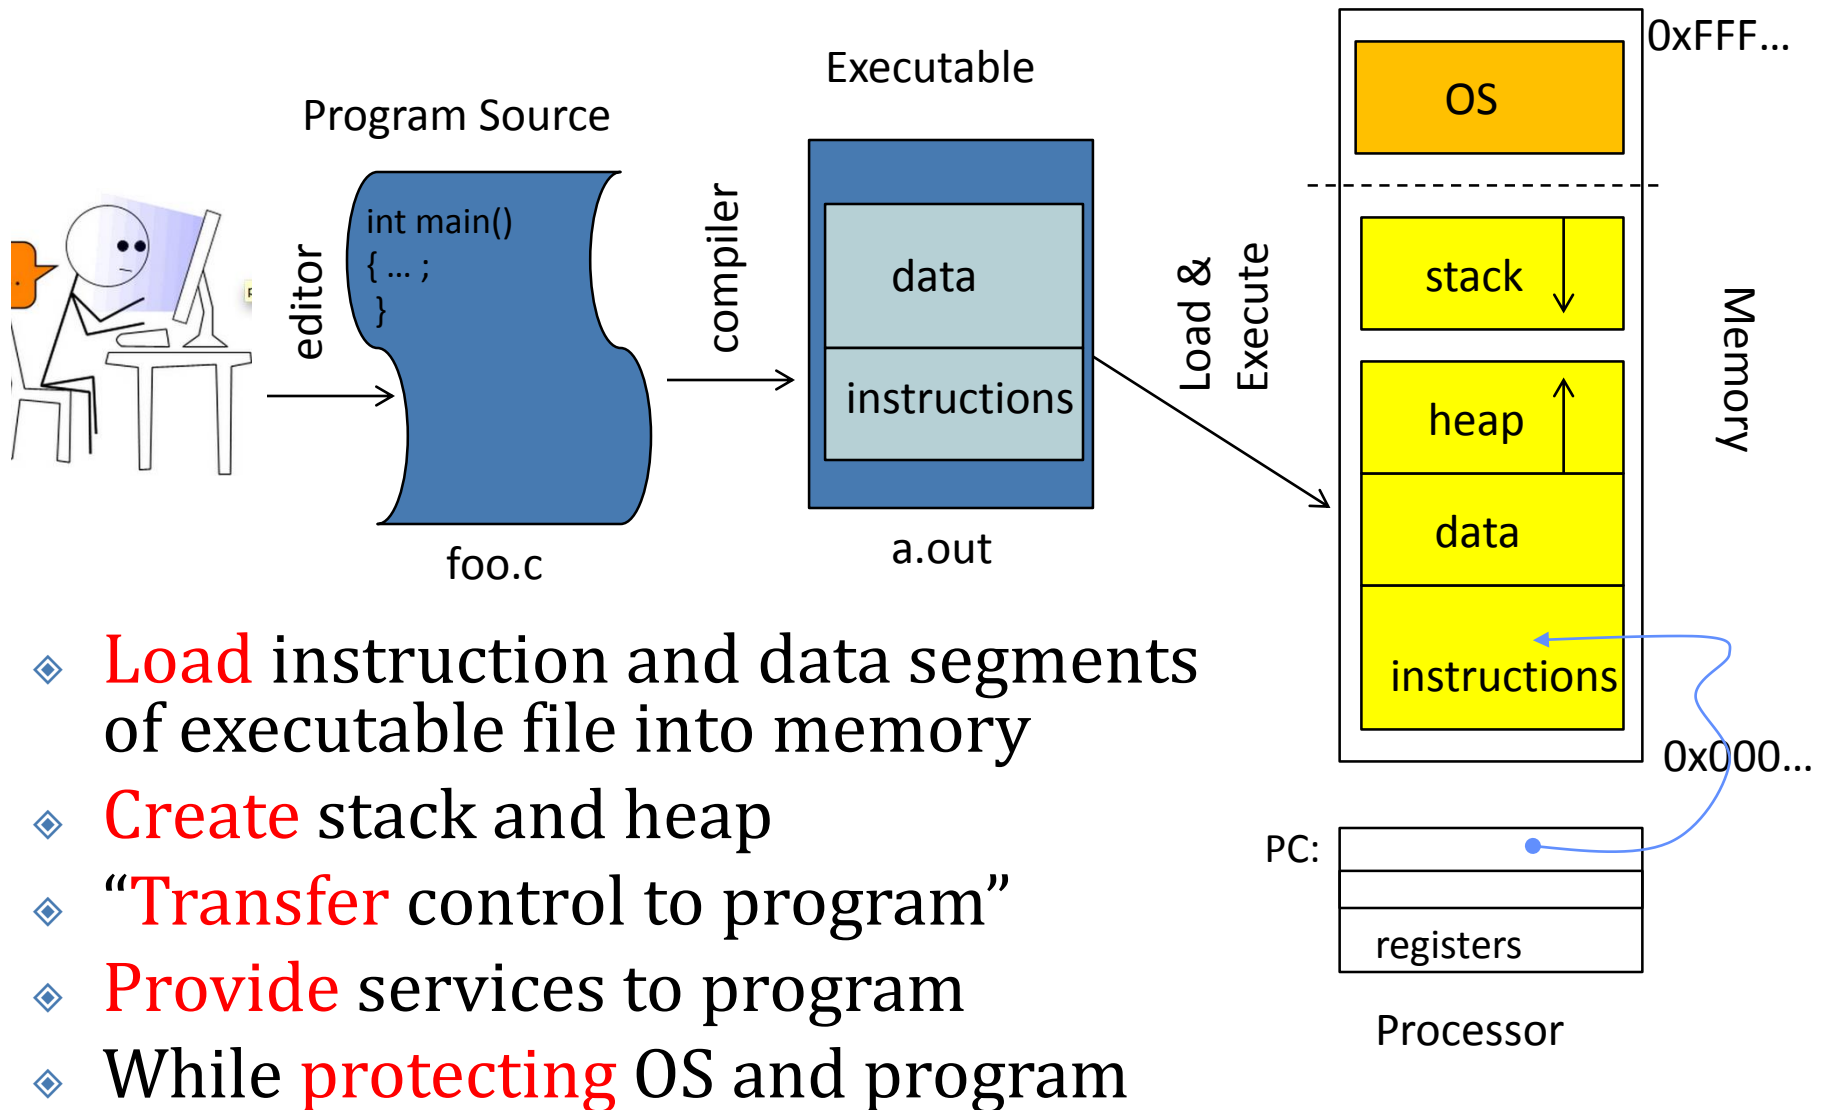 Program Source
Executable
0xFFF...
OS
int main()
{ ... ;
}
editor
compiler
data
instructions
Load &
Execute
stack
heap
data
instructions
Memory
foo.c
a.out
0x000...
PC:
registers
Processor
Load instruction and data segments
of executable file into memory
Create stack and heap
“Transfer control to program”
Provide services to program
While protecting OS and program